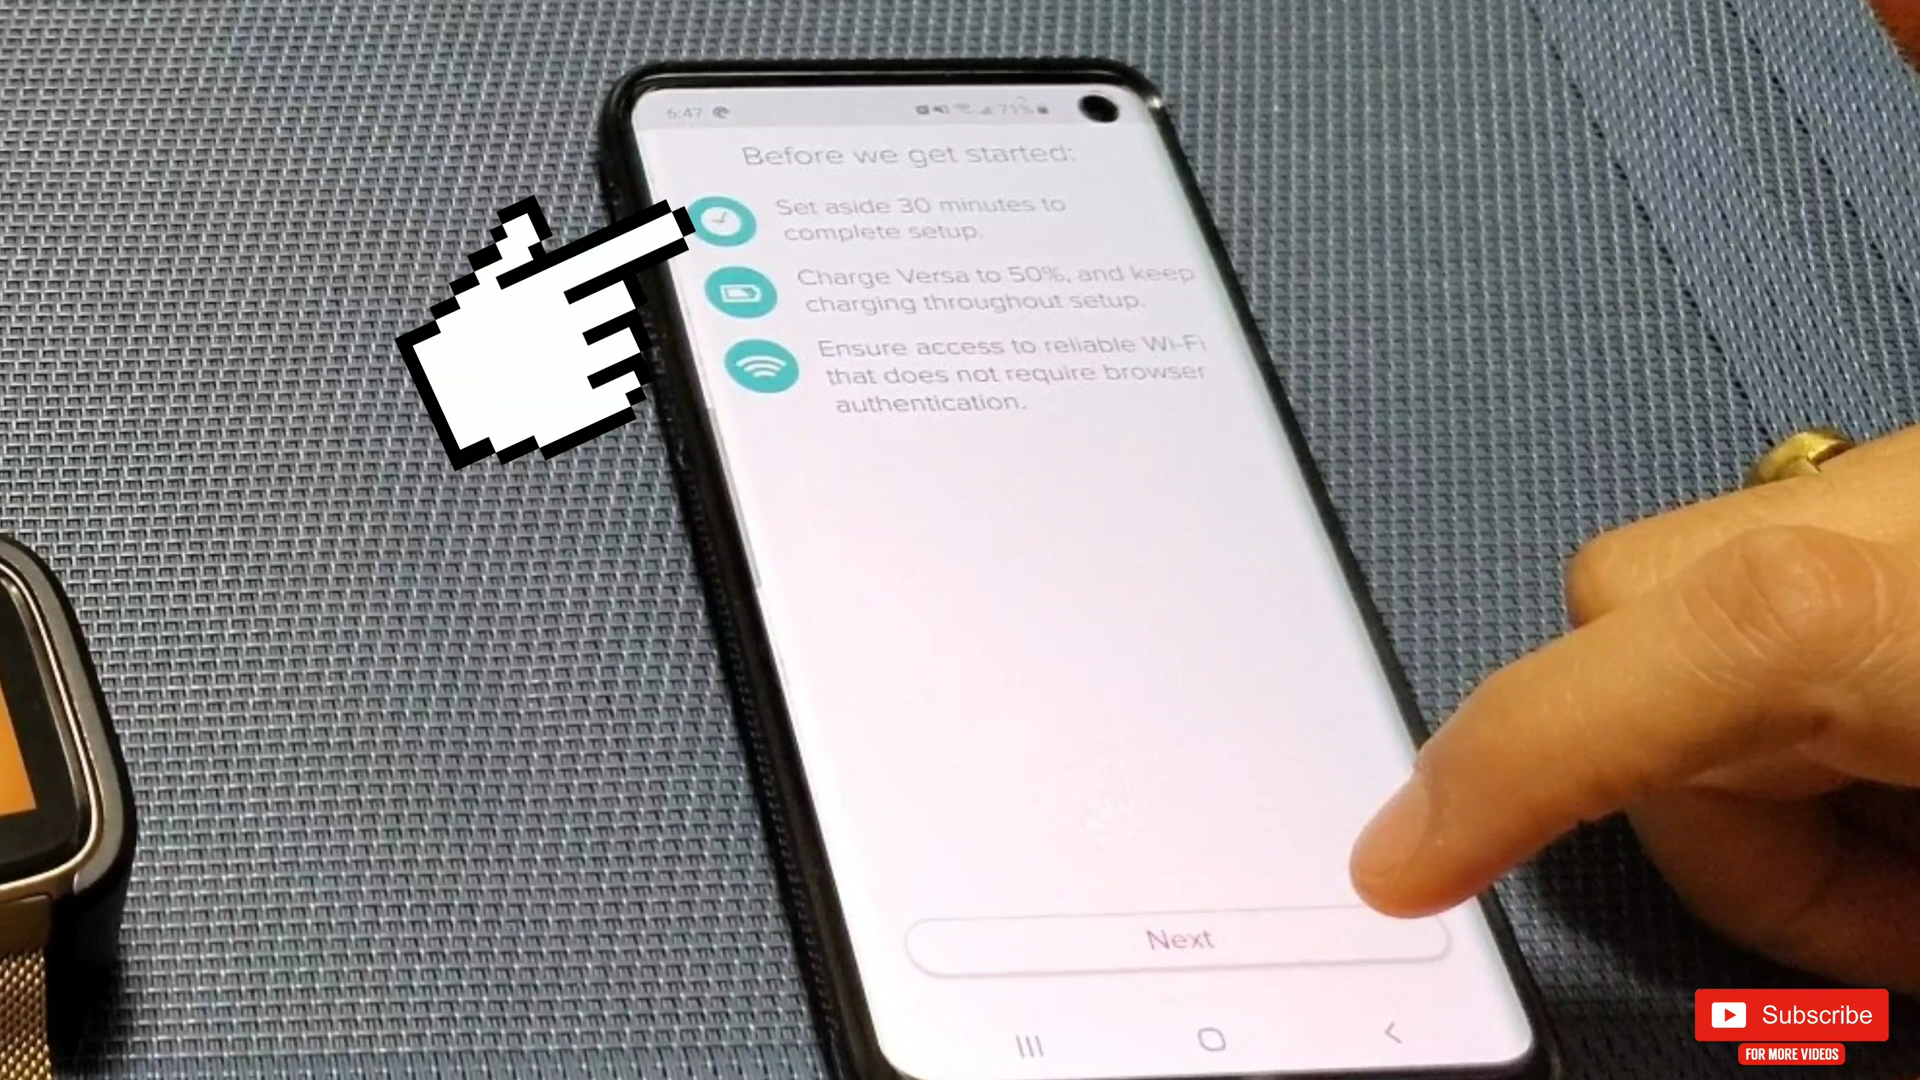 6:47
71%
Before we get started:
Set aside 30 minutes to
complete setup.
Charge Versa to 50%, and keep
charging throughout setup.
Ensure access to reliable Wi-Fi
that does not require browser
authentication.
Next
Subscribe
FOR MORE VIDEOS